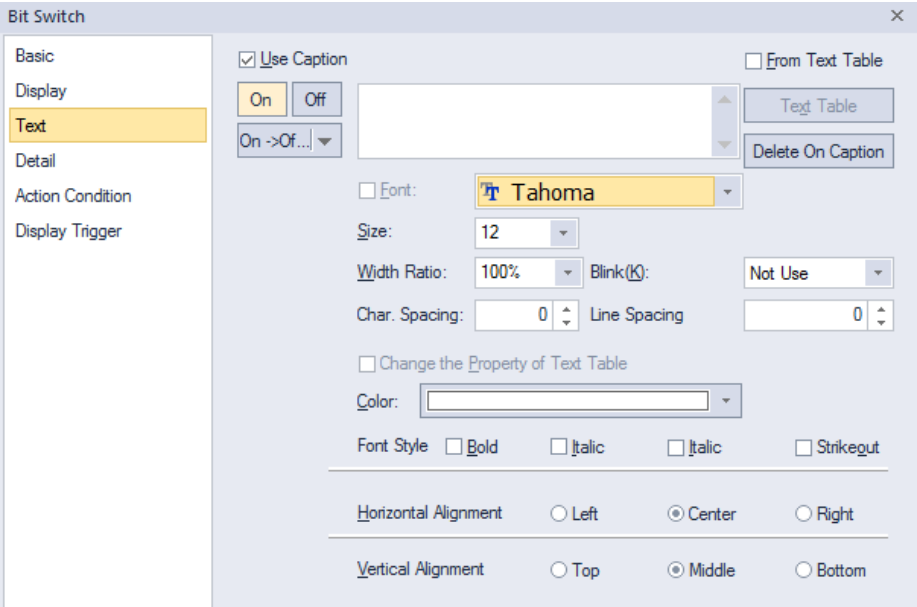 Bit Switch
Basic
Display
Text
Detail
Action Condition
Display Trigger
Use Caption
From Text Table
On Off
Text Table
On ->Of...
Delete On Caption
Font: Tahoma
Size: 12
Width Ratio: 100% Blink(K): Not Use
Char. Spacing: 0 Line Spacing 0
Change the Property of Text Table
Color:
Font Style Bold Italic Italic Strikeout
Horizontal Alignment Left Center Right
Vertical Alignment Top Middle Bottom